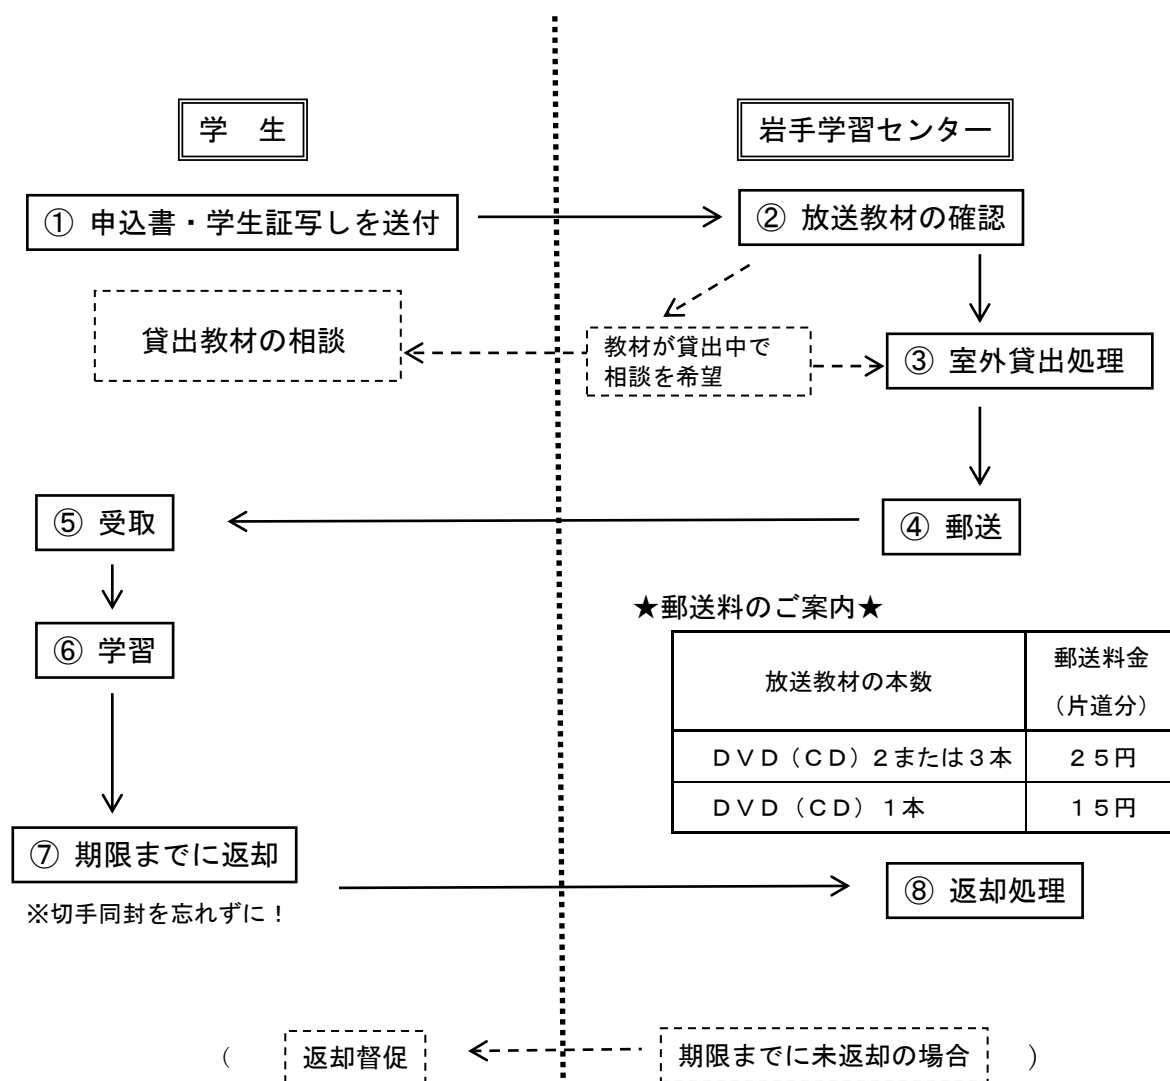 学　生
岩手学習センター
① 申込書・学生証写しを送付
② 放送教材の確認
貸出教材の相談
教材が貸出中で
相談を希望
③ 室外貸出処理
⑤ 受取
④ 郵送
★郵送料のご案内★
⑥ 学習
放送教材の本数
郵送料金
（片道分）
ＤＶＤ（ＣＤ）２または３本
２５円
ＤＶＤ（ＣＤ）１本
１５円
⑦ 期限までに返却
※切手同封を忘れずに！
⑧ 返却処理
（
返却督促
期限までに未返却の場合
）